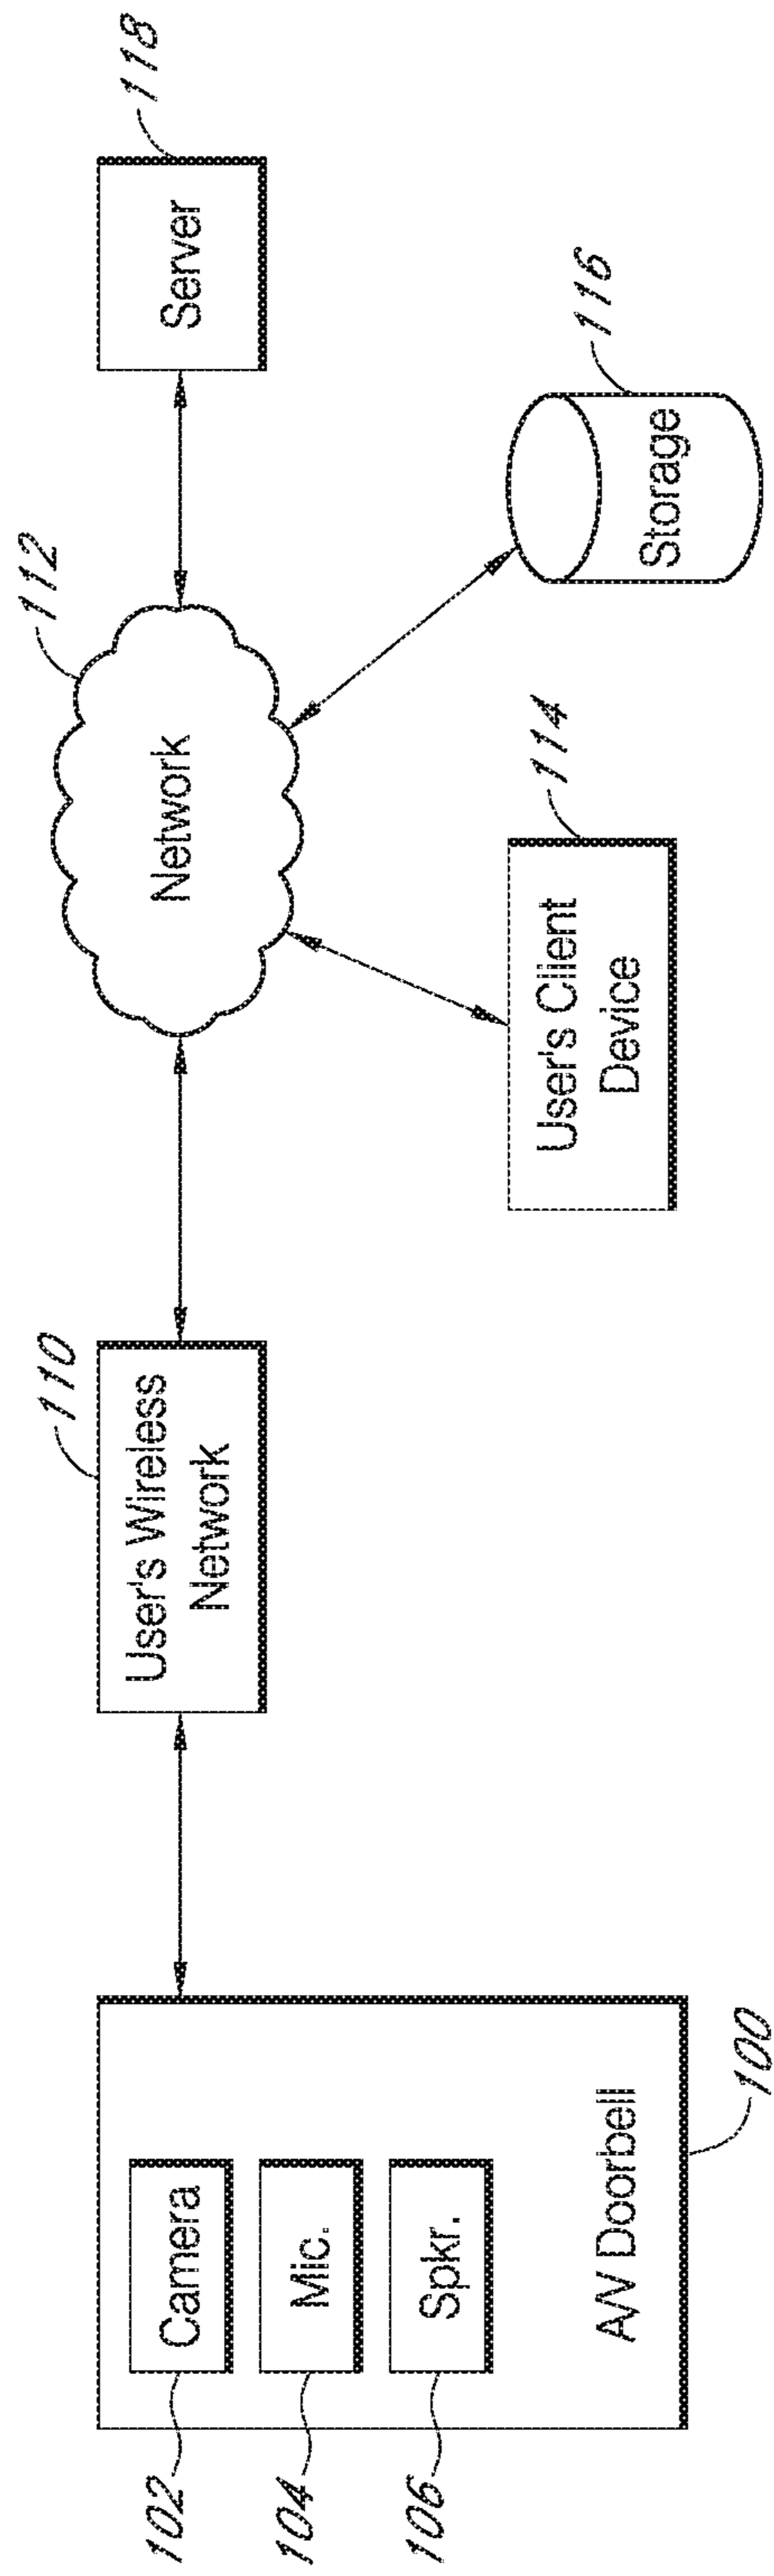 102
Camera
104
Mic.
106
Spkr.
A/V Doorbell
100
110
User's Wireless
Network
112
Network
118
Server
114
User's Client
Device
116
Storage